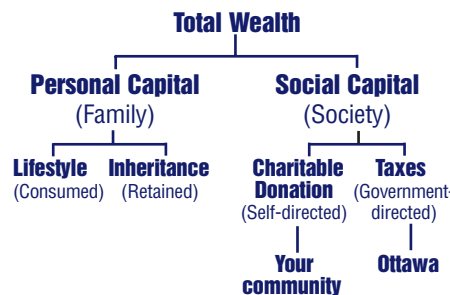 Total Wealth
Personal Capital
(Family)
Social Capital
(Society)
Lifestyle
(Consumed)
Inheritance
(Retained)
Charitable
Donation
(Self-directed)
Taxes
(Government-
directed)
Your
community
Ottawa